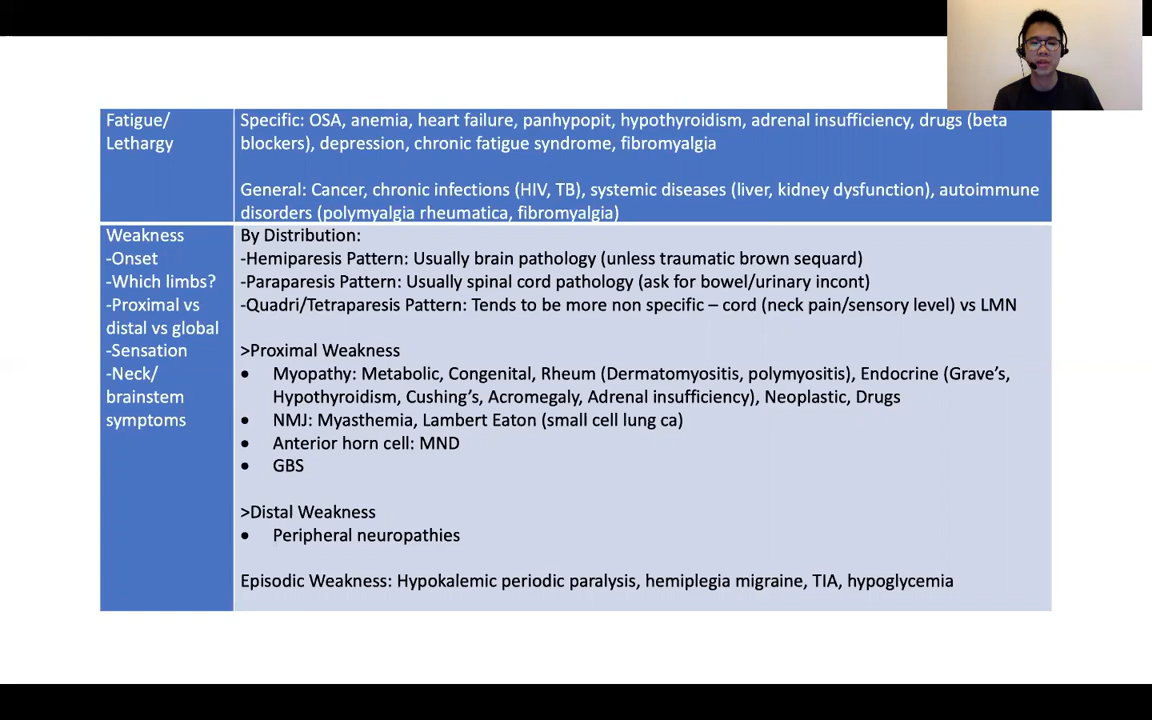 Fatigue/
Lethargy
Specific: OSA, anemia, heart failure, panhypopit, hypothyroidism, adrenal insufficiency, drugs (beta
blockers), depression, chronic fatigue syndrome, fibromyalgia
General: Cancer, chronic infections (HIV, TB), systemic diseases (liver, kidney dysfunction), autoimmune
disorders (polymyalgia rheumatica, fibromyalgia)
Weakness
-Onset
-Which limbs?
-Proximal vs
distal vs global
-Sensation
-Neck/
brainstem
symptoms
By Distribution:
-Hemiparesis Pattern: Usually brain pathology (unless traumatic brown sequard)
-Paraparesis Pattern: Usually spinal cord pathology (ask for bowel/urinary incont)
-Quadri/Tetraparesis Pattern: Tends to be more non specific – cord (neck pain/sensory level) vs LMN
>Proximal Weakness
• Myopathy: Metabolic, Congenital, Rheum (Dermatomyositis, polymyositis), Endocrine (Grave’s,
Hypothyroidism, Cushing’s, Acromegaly, Adrenal insufficiency), Neoplastic, Drugs
• NMJ: Myasthemia, Lambert Eaton (small cell lung ca)
• Anterior horn cell: MND
• GBS
>Distal Weakness
• Peripheral neuropathies
Episodic Weakness: Hypokalemic periodic paralysis, hemiplegia migraine, TIA, hypoglycemia